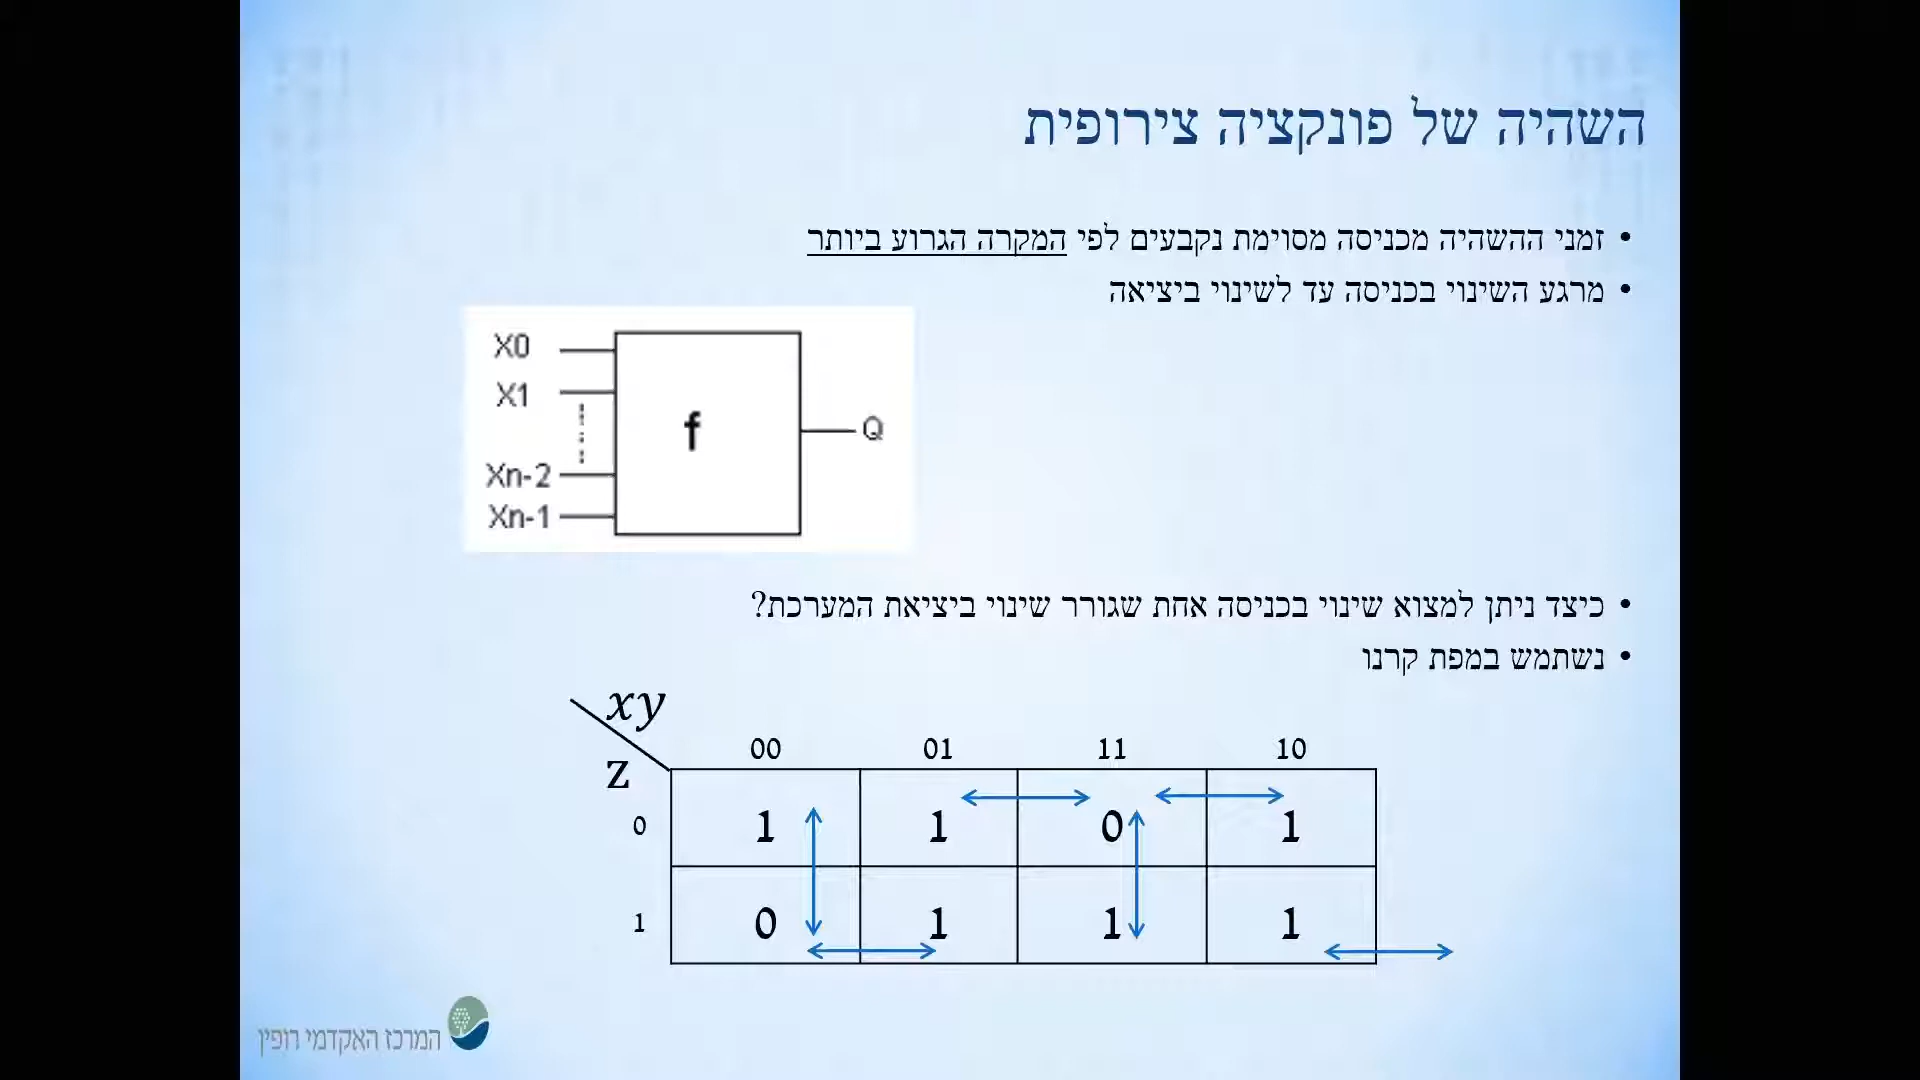 השהיה של פונקציה צירופית
• זמני ההשהיה מכניסה מסוימת נקבעים לפי המקרה הגרוע ביותר
• מרגע השינוי בכניסה עד לשינוי ביציאה
X0
X1
f
Q
Xn-2
Xn-1
• כיצד ניתן למצוא שינוי בכניסה אחת שגורר שינוי ביציאת המערכת?
• נשתמש במפת קרנו
xy
00 01 11 10
Z
0 1 1 0 1
1 0 1 1 1
המרכז האקדמי רופין